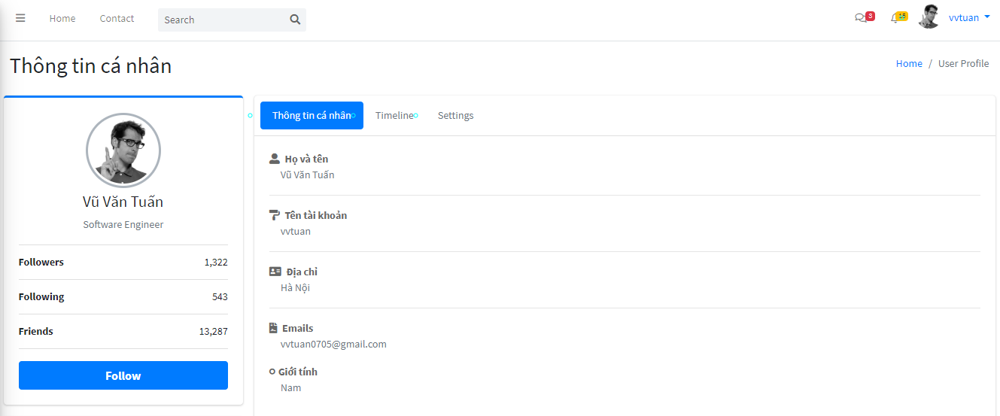 Home Contact Search 3 15 vvtuan
Thông tin cá nhân
Home / User Profile
Vũ Văn Tuấn
Software Engineer
Followers 1,322
Following 543
Friends 13,287
Follow
Thông tin cá nhân Timeline Settings
Họ và tên
Vũ Văn Tuấn
Tên tài khoản
vvtuan
Địa chỉ
Hà Nội
Emails
vvtuan0705@gmail.com
Giới tính
Nam